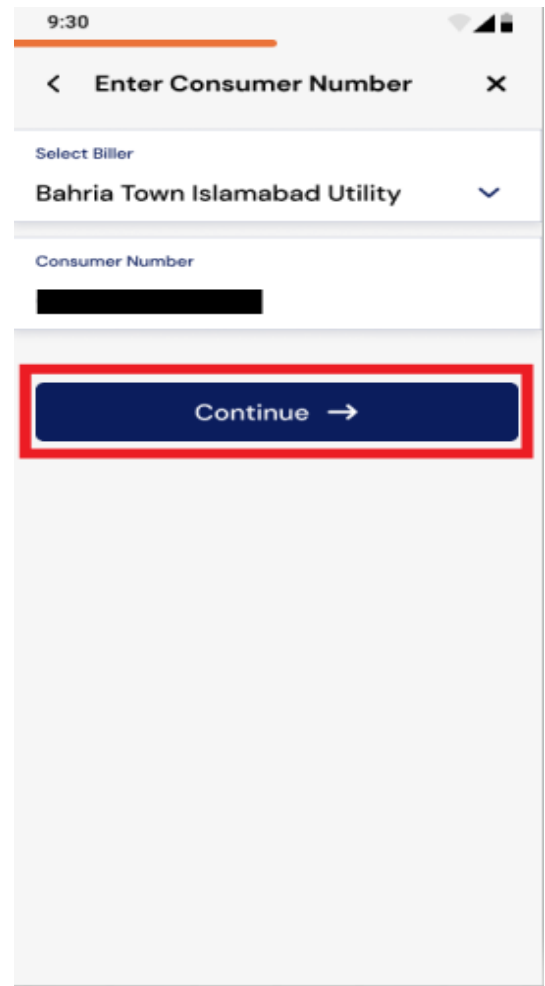 9:30
Enter Consumer Number
Select Biller
Bahria Town Islamabad Utility
Consumer Number
Continue